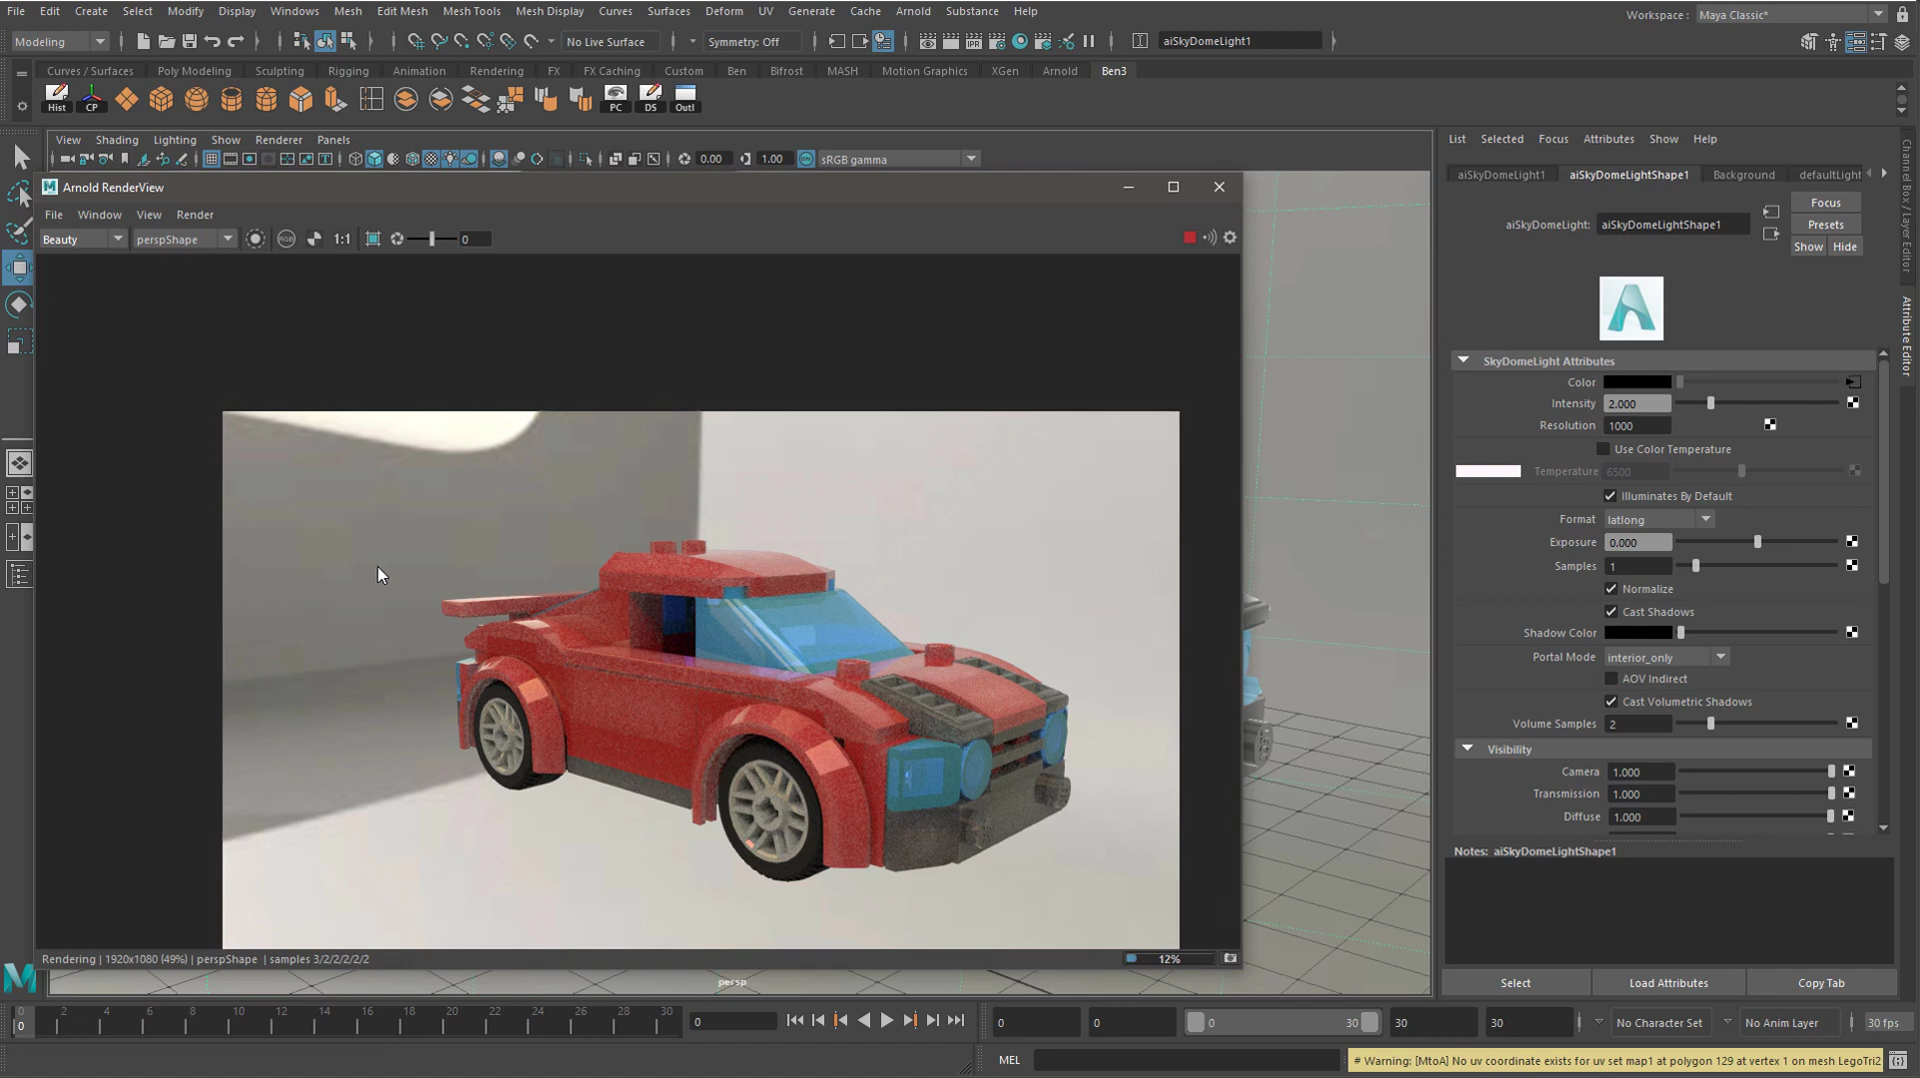 File Edit Create Select Modify Display Windows Mesh Edit Mesh Mesh Tools Mesh Display Curves Surfaces Deform UV Generate Cache Arnold Substance Help
Workspace : Maya Classic*
Modeling No Live Surface Symmetry: Off aiSkyDomeLight1
Curves / Surfaces Poly Modeling Sculpting Rigging Animation Rendering FX FX Caching Custom Ben Bifrost MASH Motion Graphics XGen Arnold Ben3
Hist CP PC DS Outl
View Shading Lighting Show Renderer Panels
0.00 1.00 sRGB gamma
Arnold RenderView
File Window View Render
Beauty perspShape 1:1 0
Rendering | 1920x1080 (49%) | perspShape | samples 3/2/2/2/2/2
12%
persp
List Selected Focus Attributes Show Help
aiSkyDomeLight1 aiSkyDomeLightShape1 Background defaultLight
aiSkyDomeLight: aiSkyDomeLightShape1
Focus
Presets
Show Hide
SkyDomeLight Attributes
Color
Intensity 2.000
Resolution 1000
Use Color Temperature
Temperature 6500
Illuminates By Default
Format latlong
Exposure 0.000
Samples 1
Normalize
Cast Shadows
Shadow Color
Portal Mode interior_only
AOV Indirect
Cast Volumetric Shadows
Volume Samples 2
Visibility
Camera 1.000
Transmission 1.000
Diffuse 1.000
Notes: aiSkyDomeLightShape1
Select Load Attributes Copy Tab
Channel Box / Layer Editor
Attribute Editor
0 2 4 6 8 10 12 14 16 18 20 22 24 26 28 30
0
0
0 0 0 30 30 30 No Character Set No Anim Layer 30 fps
MEL
# Warning: [MtoA] No uv coordinate exists for uv set map1 at polygon 129 at vertex 1 on mesh LegoTri2